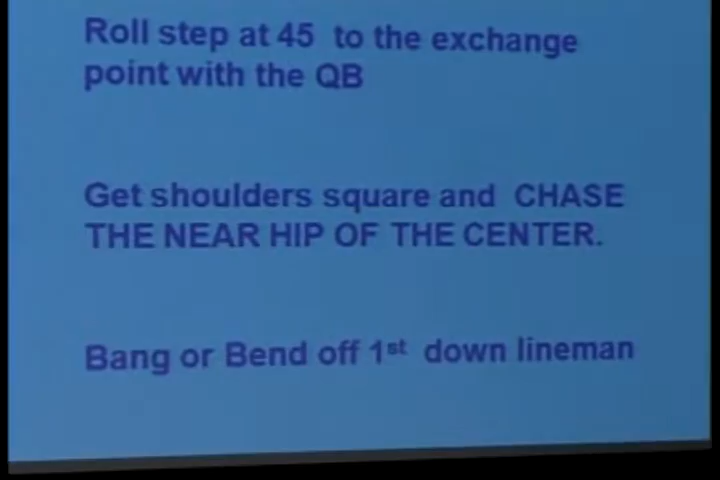 Roll step at 45 to the exchange
point with the QB
Get shoulders square and CHASE
THE NEAR HIP OF THE CENTER.
Bang or Bend off 1st down lineman